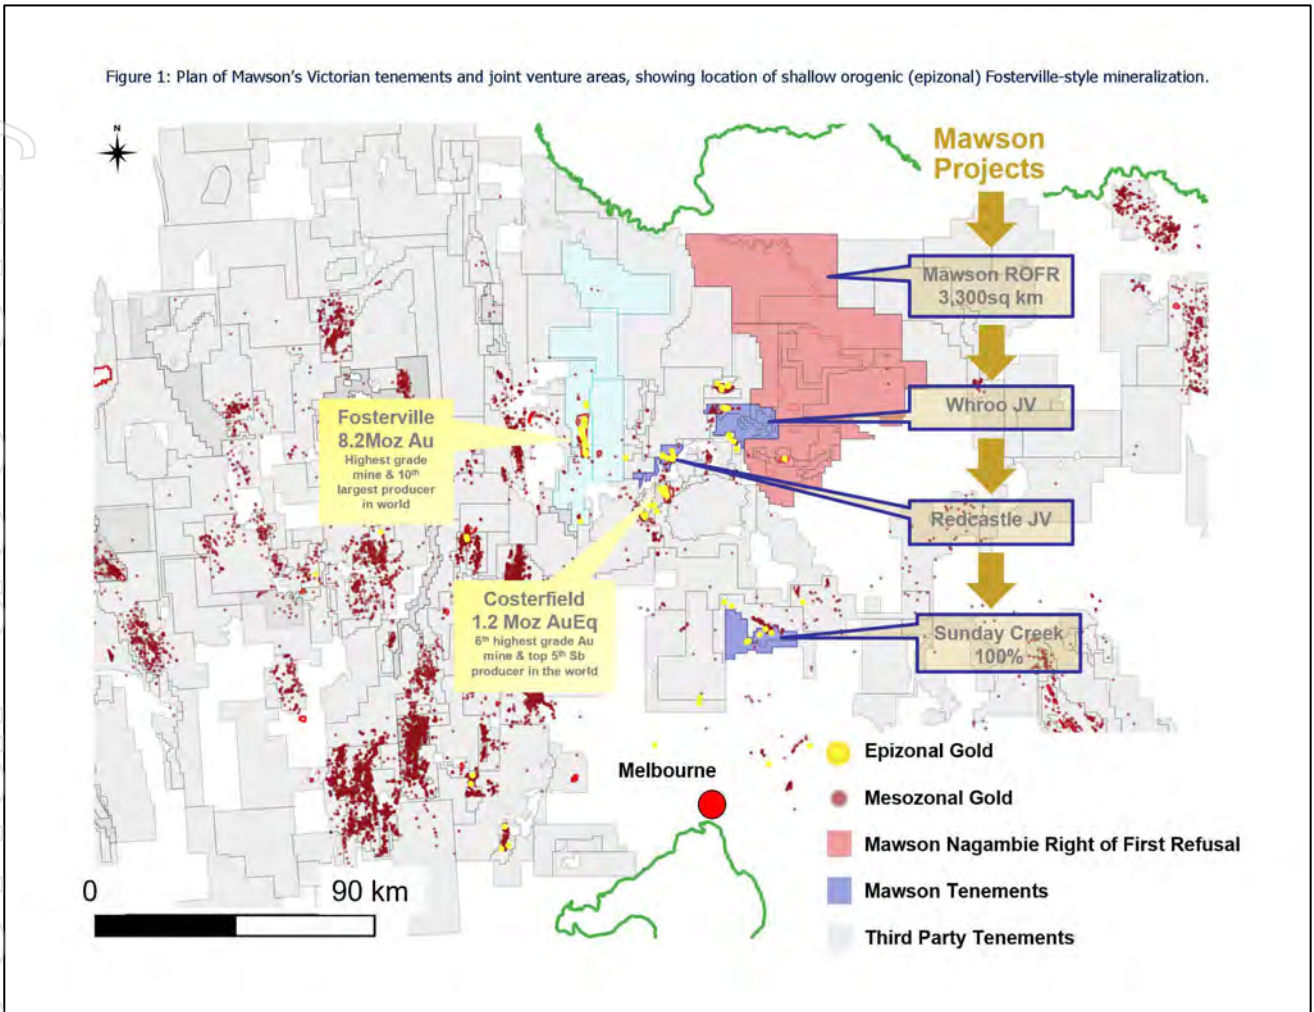 Figure 1: Plan of Mawson's Victorian tenements and joint venture areas, showing location of shallow orogenic (epizonal) Fosterville-style mineralization.
N
Mawson
Projects
Mawson ROFR
3,300sq km
Whroo JV
Redcastle JV
Sunday Creek
100%
Fosterville
8.2Moz Au
Highest grade
mine & 10th
largest producer
in world
Costerfield
1.2 Moz AuEq
6th highest grade Au
mine & top 5th Sb
producer in the world
Melbourne
Epizonal Gold
Mesozonal Gold
Mawson Nagambie Right of First Refusal
Mawson Tenements
Third Party Tenements
0 90 km